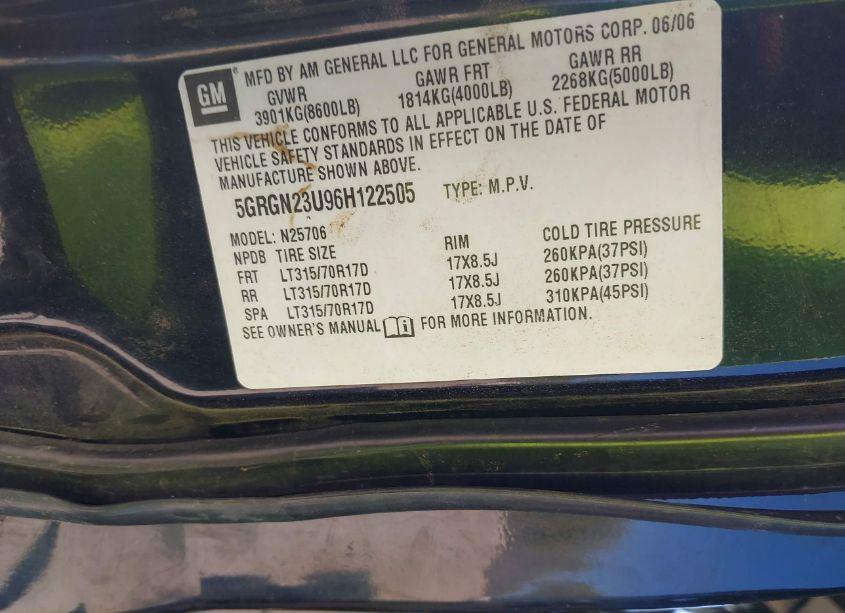 GM
MFD BY AM GENERAL LLC FOR GENERAL MOTORS CORP. 06/06
GVWR GAWR FRT GAWR RR
3901KG(8600LB) 1814KG(4000LB) 2268KG(5000LB)
THIS VEHICLE CONFORMS TO ALL APPLICABLE U.S. FEDERAL MOTOR
VEHICLE SAFETY STANDARDS IN EFFECT ON THE DATE OF
MANUFACTURE SHOWN ABOVE.
5GRGN23U96H122505 TYPE: M.P.V.
MODEL: N25706
NPDB TIRE SIZE RIM COLD TIRE PRESSURE
FRT LT315/70R17D 17X8.5J 260KPA(37PSI)
RR LT315/70R17D 17X8.5J 260KPA(37PSI)
SPA LT315/70R17D 17X8.5J 310KPA(45PSI)
SEE OWNER'S MANUAL FOR MORE INFORMATION.